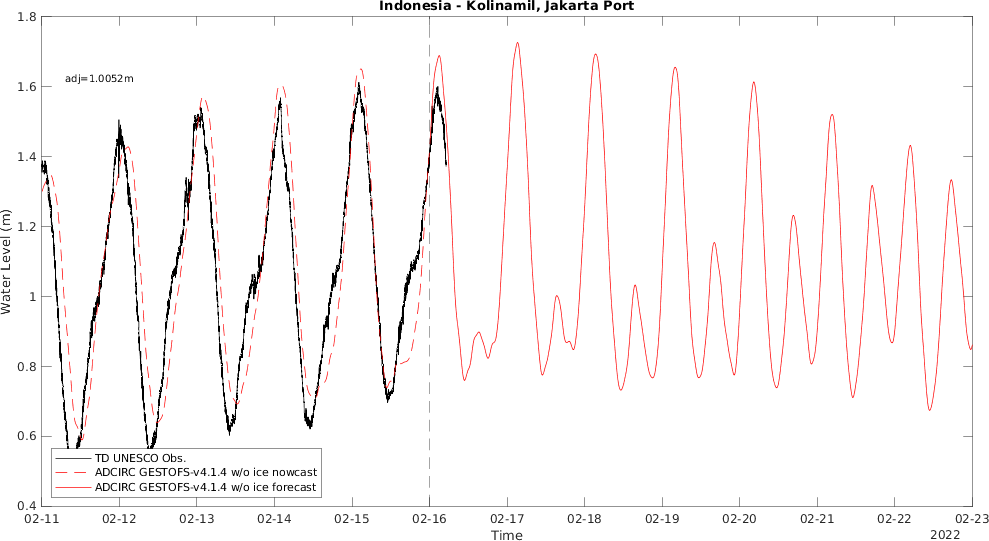 Indonesia - Kolinamil, Jakarta Port
1.8
1.6
1.4
1.2
1
0.8
0.6
0.4
Water Level (m)
adj=1.0052m
TD UNESCO Obs.
ADCIRC GESTOFS-v4.1.4 w/o ice nowcast
ADCIRC GESTOFS-v4.1.4 w/o ice forecast
02-11 02-12 02-13 02-14 02-15 02-16 02-17 02-18 02-19 02-20 02-21 02-22 02-23
Time
2022